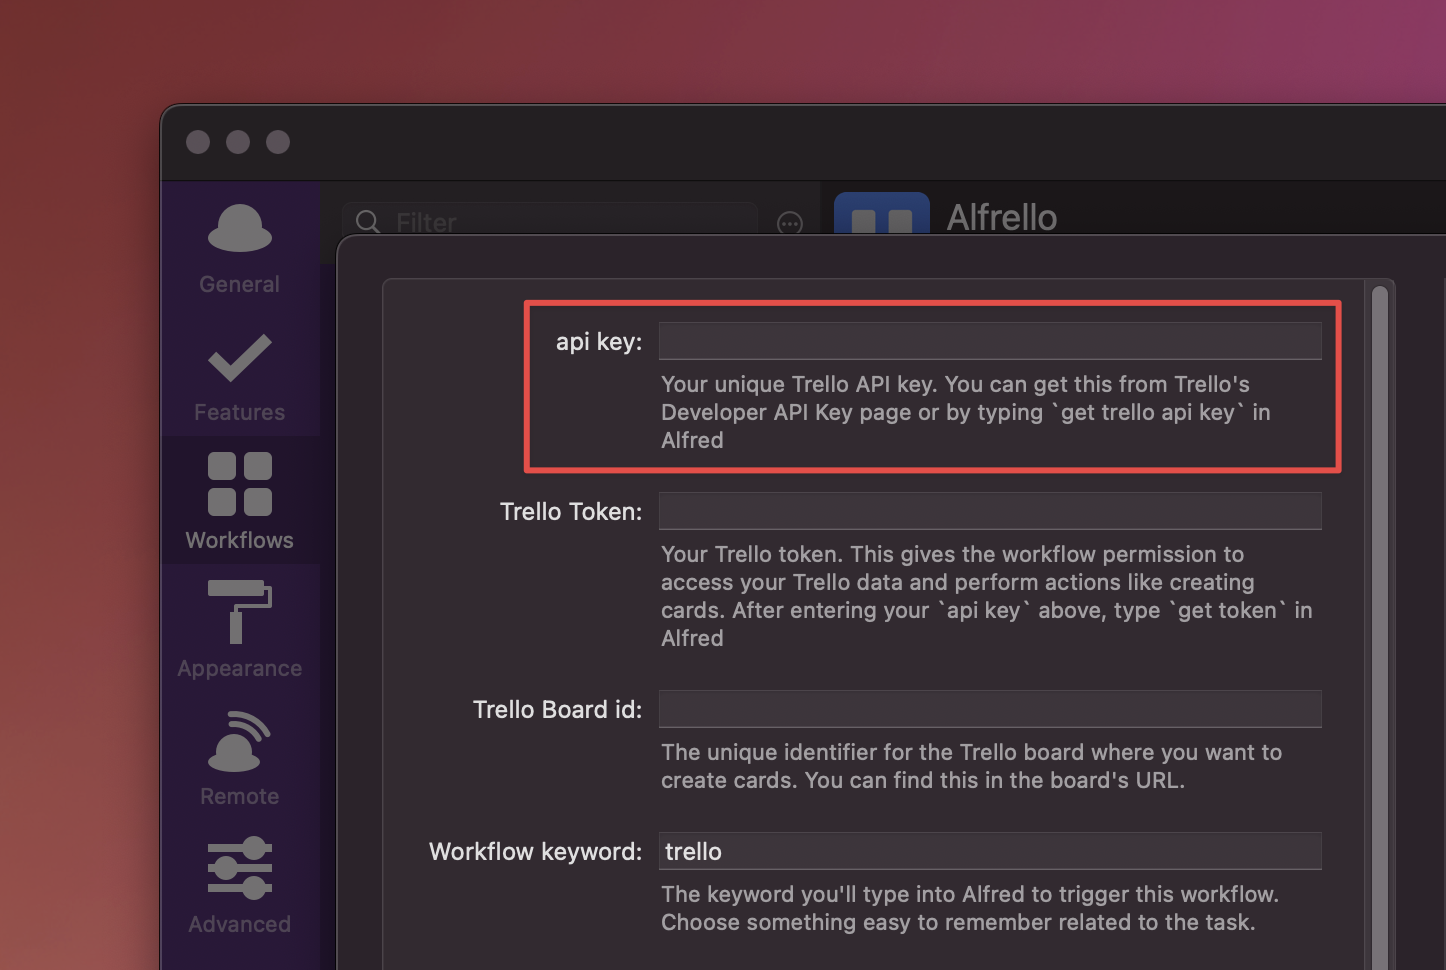 Filter
Alfrello
General
Features
Workflows
Appearance
Remote
Advanced
api key:
Your unique Trello API key. You can get this from Trello's
Developer API Key page or by typing `get trello api key` in
Alfred
Trello Token:
Your Trello token. This gives the workflow permission to
access your Trello data and perform actions like creating
cards. After entering your `api key` above, type `get token` in
Alfred
Trello Board id:
The unique identifier for the Trello board where you want to
create cards. You can find this in the board's URL.
Workflow keyword: trello
The keyword you'll type into Alfred to trigger this workflow.
Choose something easy to remember related to the task.